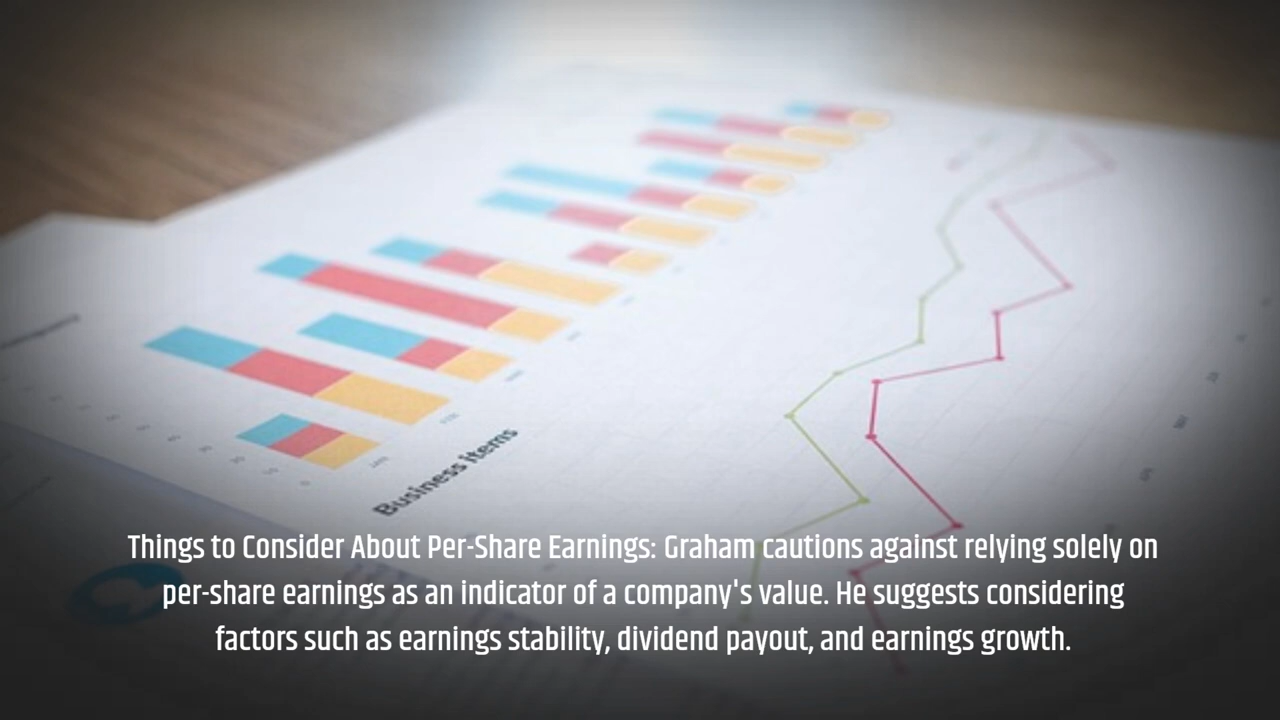 Business items
Things to Consider About Per-Share Earnings: Graham cautions against relying solely on
per-share earnings as an indicator of a company's value. He suggests considering
factors such as earnings stability, dividend payout, and earnings growth.